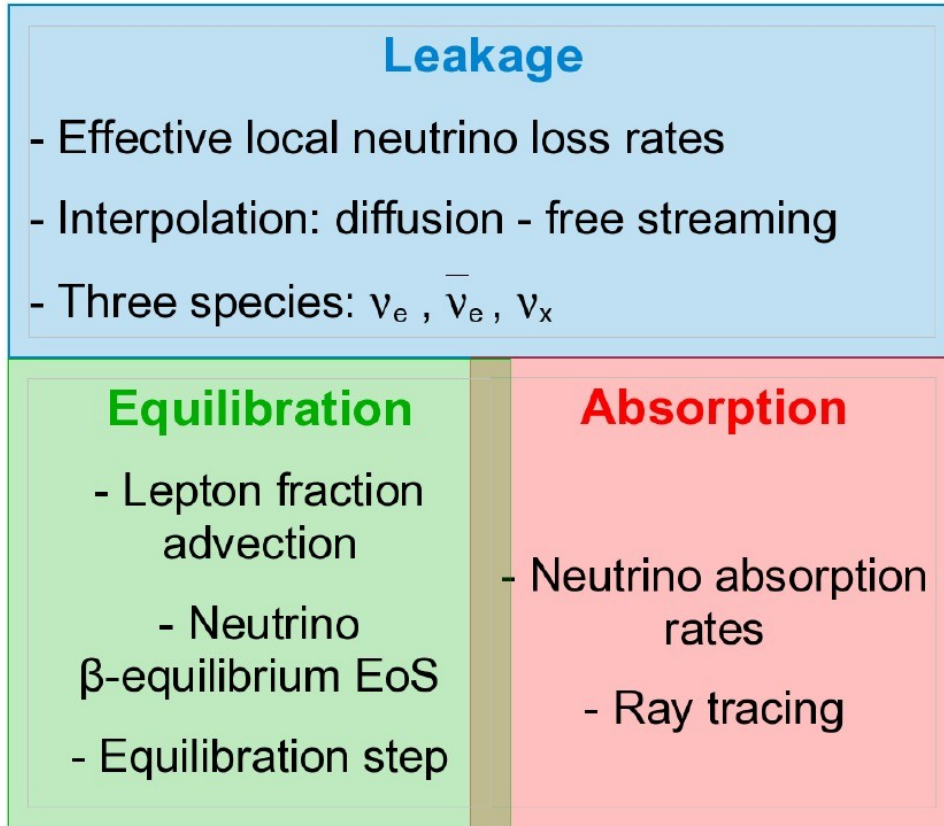 Leakage
- Effective local neutrino loss rates
- Interpolation: diffusion - free streaming
- Three species: νₑ , ν̅ₑ , νₓ
Equilibration
- Lepton fraction
advection
- Neutrino
β-equilibrium EoS
- Equilibration step
Absorption
- Neutrino absorption
rates
- Ray tracing